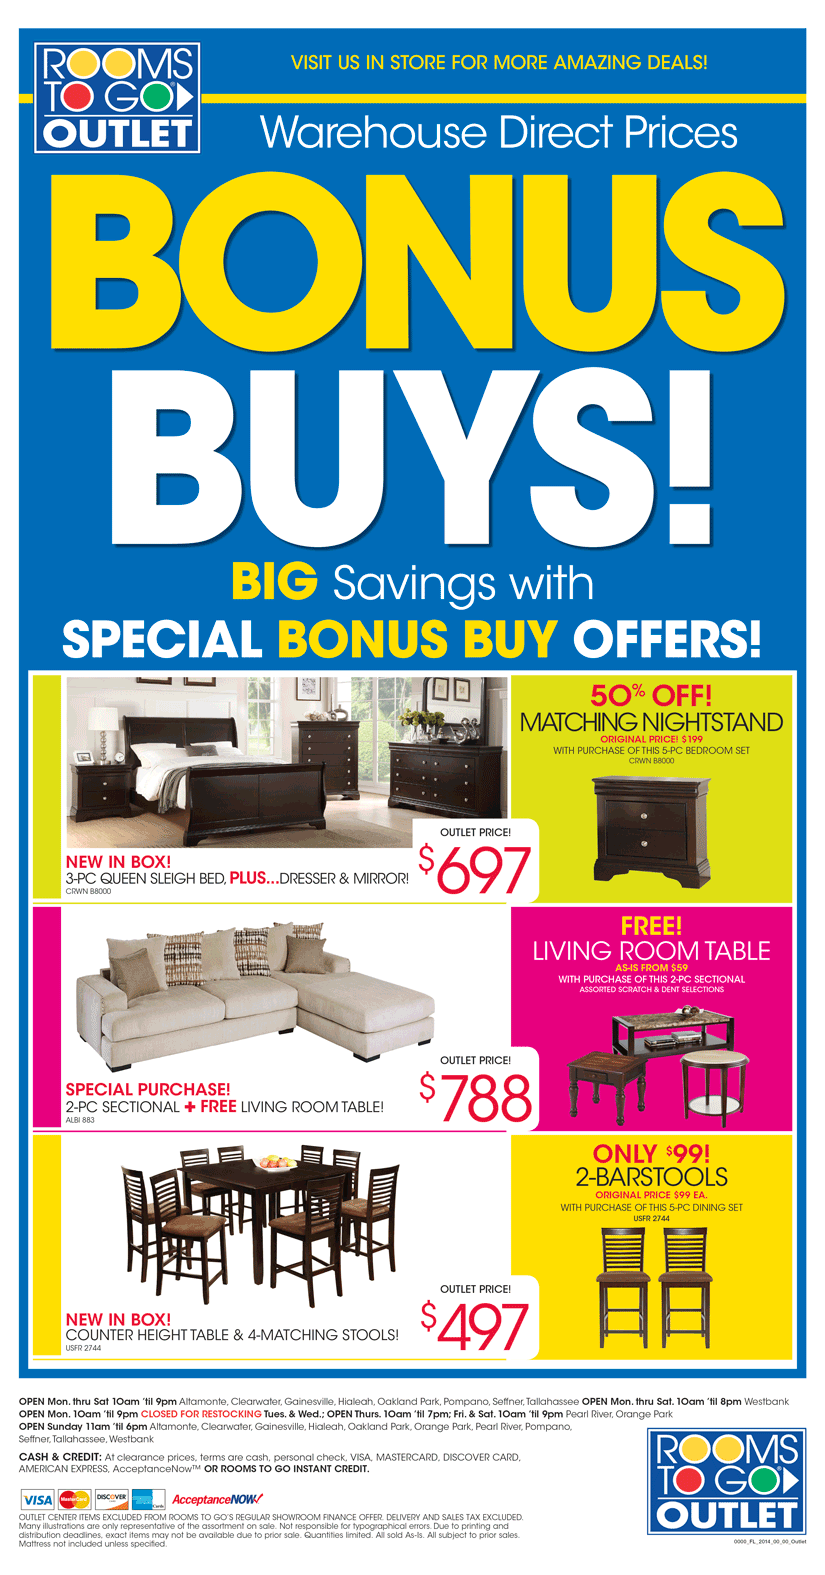 ROOMS
TO GO
OUTLET
VISIT US IN STORE FOR MORE AMAZING DEALS!
Warehouse Direct Prices
BONUS
BUYS!
BIG Savings with
SPECIAL BONUS BUY OFFERS!
OUTLET PRICE!
$697
NEW IN BOX!
3-PC QUEEN SLEIGH BED, PLUS...DRESSER & MIRROR!
CRWN B8000
50% OFF!
MATCHING NIGHTSTAND
ORIGINAL PRICE! $199
WITH PURCHASE OF THIS 5-PC BEDROOM SET
CRWN B8000
OUTLET PRICE!
$788
SPECIAL PURCHASE!
2-PC SECTIONAL + FREE LIVING ROOM TABLE!
ALBI 883
FREE!
LIVING ROOM TABLE
AS-IS FROM $59
WITH PURCHASE OF THIS 2-PC SECTIONAL
ASSORTED SCRATCH & DENT SELECTIONS
OUTLET PRICE!
$497
NEW IN BOX!
COUNTER HEIGHT TABLE & 4-MATCHING STOOLS!
USFR 2744
ONLY $99!
2-BARSTOOLS
ORIGINAL PRICE $99 EA.
WITH PURCHASE OF THIS 5-PC DINING SET
USFR 2744
OPEN Mon. thru Sat 10am 'til 9pm Altamonte, Clearwater, Gainesville, Hialeah, Oakland Park, Pompano, Seffner, Tallahassee OPEN Mon. thru Sat. 10am 'til 8pm Westbank
OPEN Mon. 10am 'til 9pm CLOSED FOR RESTOCKING Tues. & Wed.; OPEN Thurs. 10am 'til 7pm; Fri. & Sat. 10am 'til 9pm Pearl River, Orange Park
OPEN Sunday 11am 'til 6pm Altamonte, Clearwater, Gainesville, Hialeah, Oakland Park, Orange Park, Pearl River, Pompano,
Seffner, Tallahassee, Westbank
CASH & CREDIT: At clearance prices, terms are cash, personal check, VISA, MASTERCARD, DISCOVER CARD,
AMERICAN EXPRESS, AcceptanceNow™ OR ROOMS TO GO INSTANT CREDIT.
VISA MasterCard DISCOVER Cards AcceptanceNOW
OUTLET CENTER ITEMS EXCLUDED FROM ROOMS TO GO'S REGULAR SHOWROOM FINANCE OFFER. DELIVERY AND SALES TAX EXCLUDED.
Many illustrations are only representative of the assortment on sale. Not responsible for typographical errors. Due to printing and
distribution deadlines, exact items may not be available due to prior sale. Quantities limited. All sold As-Is. All subject to prior sales.
Mattress not included unless specified.
ROOMS
TO GO
OUTLET
0000_FL_2014_00_00_Outlet